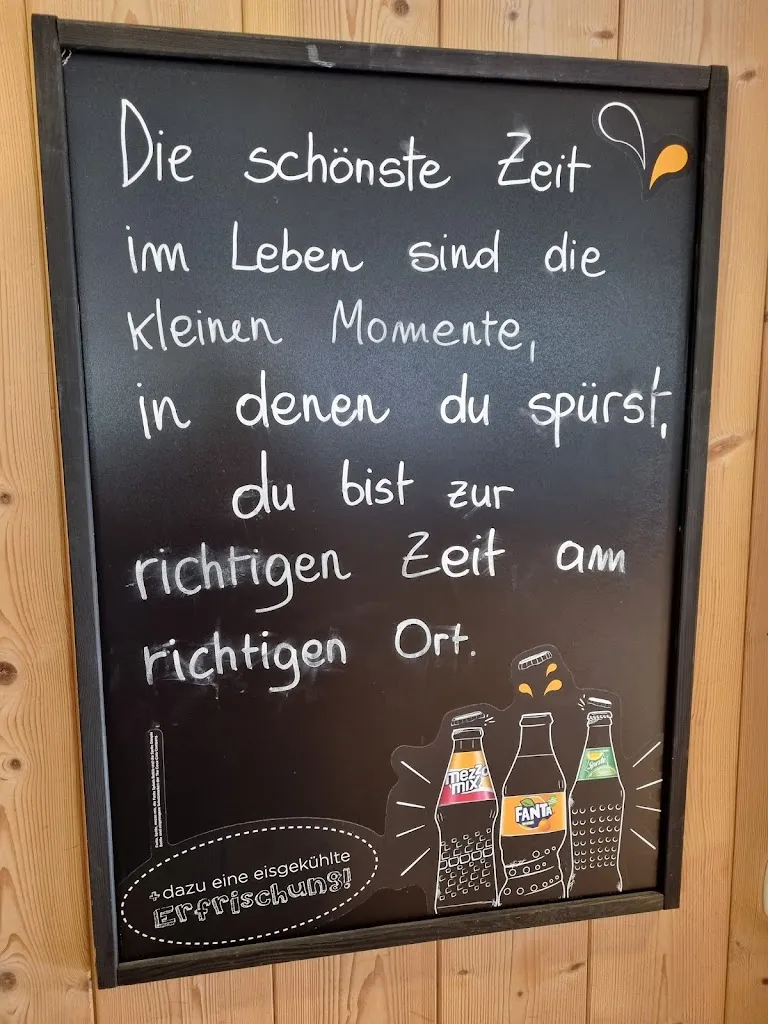 Die schönste Zeit
im Leben sind die
kleinen Momente,
in denen du spürst,
du bist zur
richtigen Zeit am
richtigen Ort.
mezzo
mix
FANTA
Sprite
+ dazu eine eisgekühlte
Erfrischung!